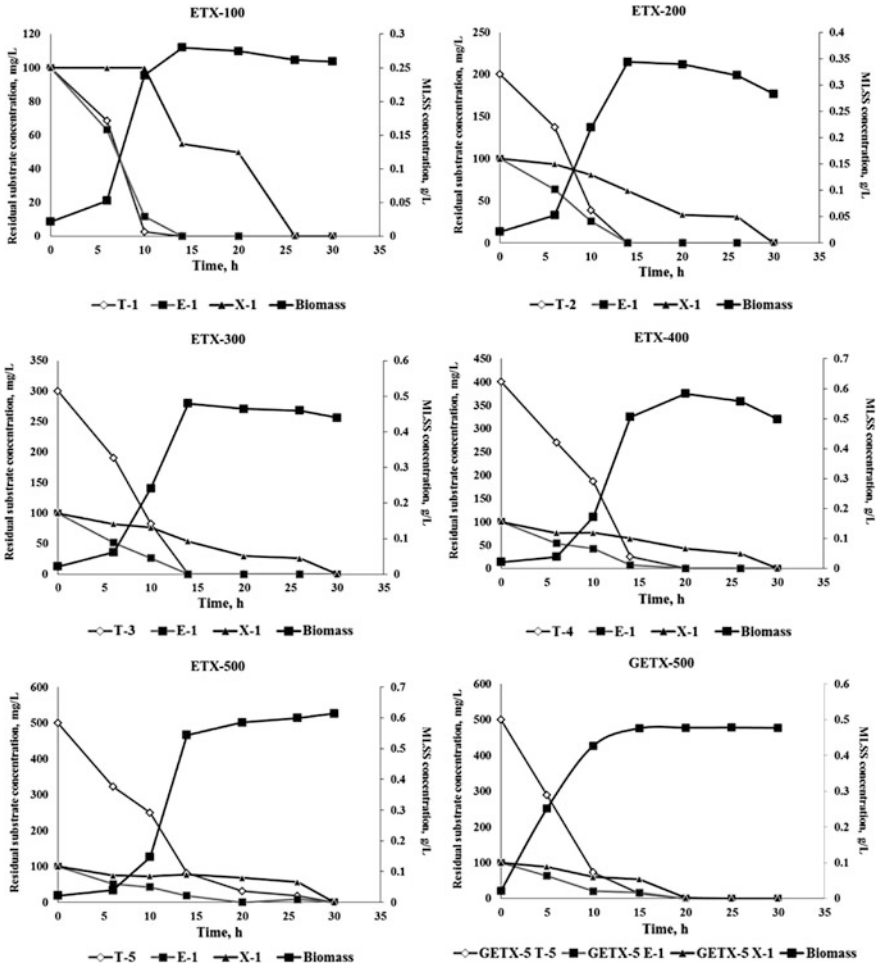 ETX-100
Residual substrate concentration, mg/L
120
100
80
60
40
20
0
0.3
0.25
0.2
0.15
0.1
0.05
0
MLSS concentration, g/L
0 5 10 15 20 25 30 35
Time, h
T-1 E-1 X-1 Biomass
ETX-200
Residual substrate concentration, mg/L
250
200
150
100
50
0
0.4
0.35
0.3
0.25
0.2
0.15
0.1
0.05
0
MLSS concentration, g/L
0 5 10 15 20 25 30 35
Time, h
T-2 E-1 X-1 Biomass
ETX-300
Residual substrate concentration, mg/L
350
300
250
200
150
100
50
0
0.6
0.5
0.4
0.3
0.2
0.1
0
MLSS concentration, g/L
0 5 10 15 20 25 30 35
Time, h
T-3 E-1 X-1 Biomass
ETX-400
Residual substrate concentration, mg/L
450
400
350
300
250
200
150
100
50
0
0.7
0.6
0.5
0.4
0.3
0.2
0.1
0
MLSS concentration, g/L
0 5 10 15 20 25 30 35
Time, h
T-4 E-1 X-1 Biomass
ETX-500
Residual substrate concentration, mg/L
600
500
400
300
200
100
0
0.7
0.6
0.5
0.4
0.3
0.2
0.1
0
MLSS concentration, g/L
0 5 10 15 20 25 30 35
Time, h
T-5 E-1 X-1 Biomass
GETX-500
Residual substrate concentration, mg/L
600
500
400
300
200
100
0
0.6
0.5
0.4
0.3
0.2
0.1
0
MLSS concentration, g/L
0 5 10 15 20 25 30 35
Time, h
GETX-5 T-5 GETX-5 E-1 GETX-5 X-1 Biomass